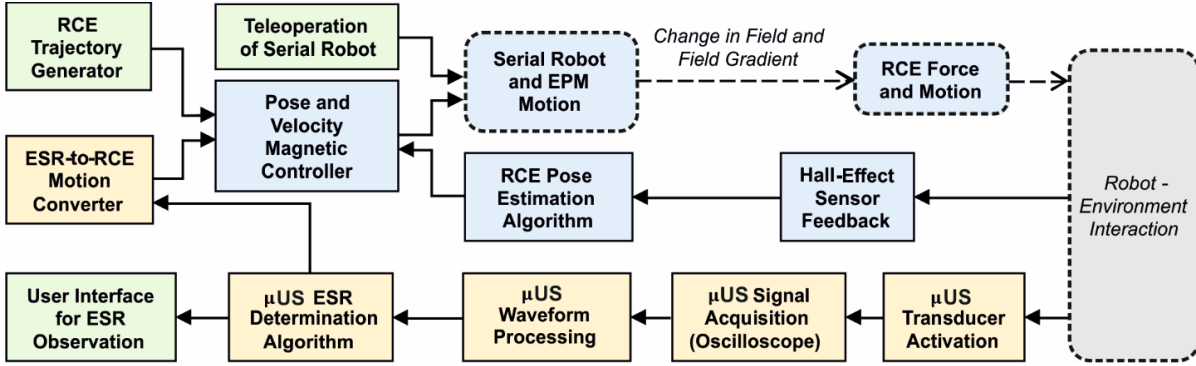 RCE
Trajectory
Generator
Teleoperation
of Serial Robot
Serial Robot
and EPM
Motion
Change in Field and
Field Gradient
RCE Force
and Motion
Pose and
Velocity
Magnetic
Controller
ESR-to-RCE
Motion
Converter
RCE Pose
Estimation
Algorithm
Hall-Effect
Sensor
Feedback
Robot -
Environment
Interaction
User Interface
for ESR
Observation
μUS ESR
Determination
Algorithm
μUS
Waveform
Processing
μUS Signal
Acquisition
(Oscilloscope)
μUS
Transducer
Activation